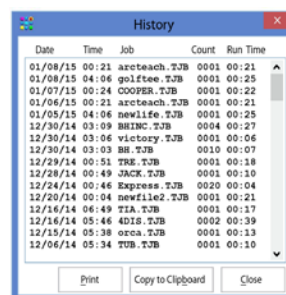 History
Date Time Job Count Run Time
01/08/15 00:21 arcteach.TJB 0001 00:21
01/08/15 04:06 golftee.TJB 0001 00:25
01/07/15 00:24 COOPER.TJB 0001 00:22
01/06/15 00:21 arcteach.TJB 0001 00:21
01/05/15 04:06 newlife.TJB 0001 00:25
12/30/14 03:09 BHINC.TJB 0004 00:27
12/30/14 03:06 victory.TJB 0001 00:06
12/30/14 03:03 BH.TJB 0010 00:07
12/29/14 00:51 TRE.TJB 0001 00:18
12/28/14 00:49 JACK.TJB 0001 00:10
12/24/14 00;46 Express.TJB 0020 00:04
12/20/14 00:04 newfile2.TJB 0001 00:21
12/16/14 06:49 TIA.TJB 0001 00:17
12/16/14 05:46 4DIS.TJB 0002 00:39
12/13/14 05:38 orca.TJB 0001 00:13
12/06/14 05:34 TUB.TJB 0001 00:10
Print Copy to Clipboard Close